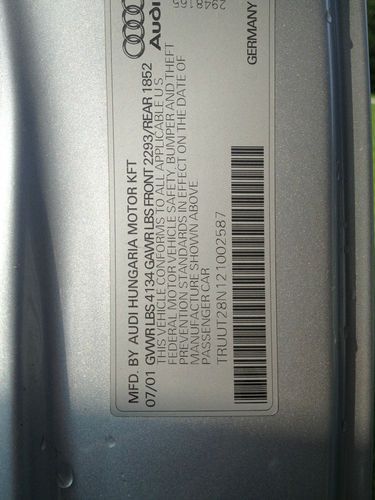 Audi
2948165
GERMANY
MFD. BY AUDI HUNGARIA MOTOR KFT
07/01 GVWR LBS 4134 GAWR LBS FRONT 2293/REAR 1852
THIS VEHICLE CONFORMS TO ALL APPLICABLE U S
FEDERAL MOTOR VEHICLE SAFETY, BUMPER AND THEFT
PREVENTION STANDARDS IN EFFECT ON THE DATE OF
MANUFACTURE SHOWN ABOVE
PASSENGER CAR
TRUUT28N121002587